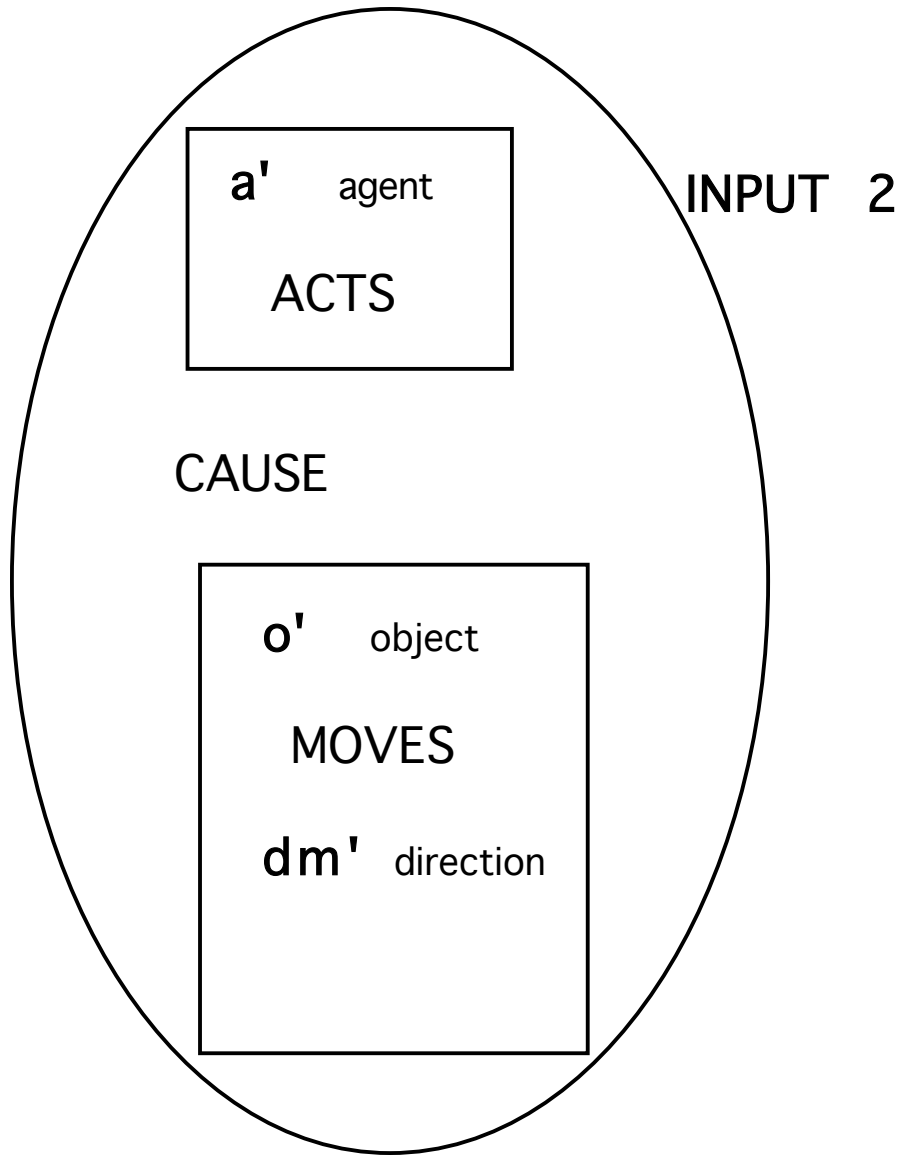 a' agent
INPUT 2
ACTS
CAUSE
o' object
MOVES
dm' direction